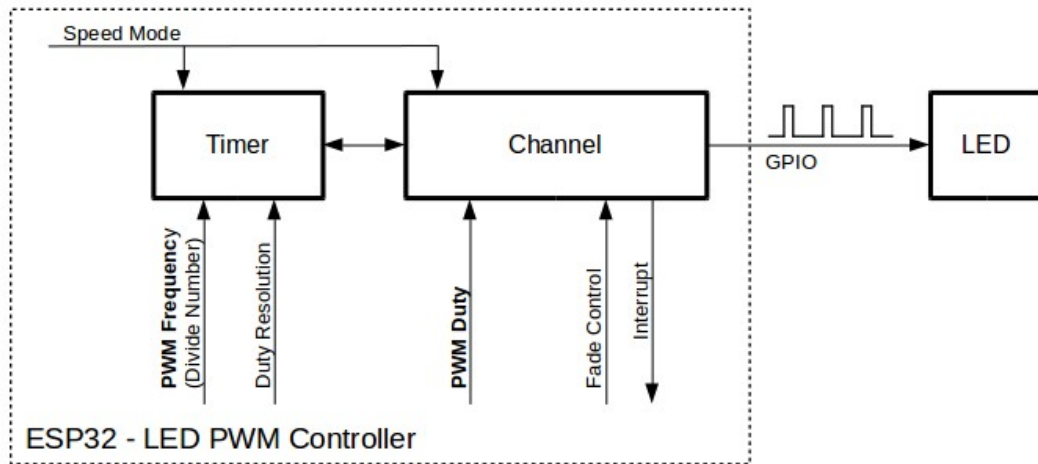 Speed Mode
Timer
Channel
GPIO
LED
PWM Frequency
(Divide Number)
Duty Resolution
PWM Duty
Fade Control
Interrupt
ESP32 - LED PWM Controller